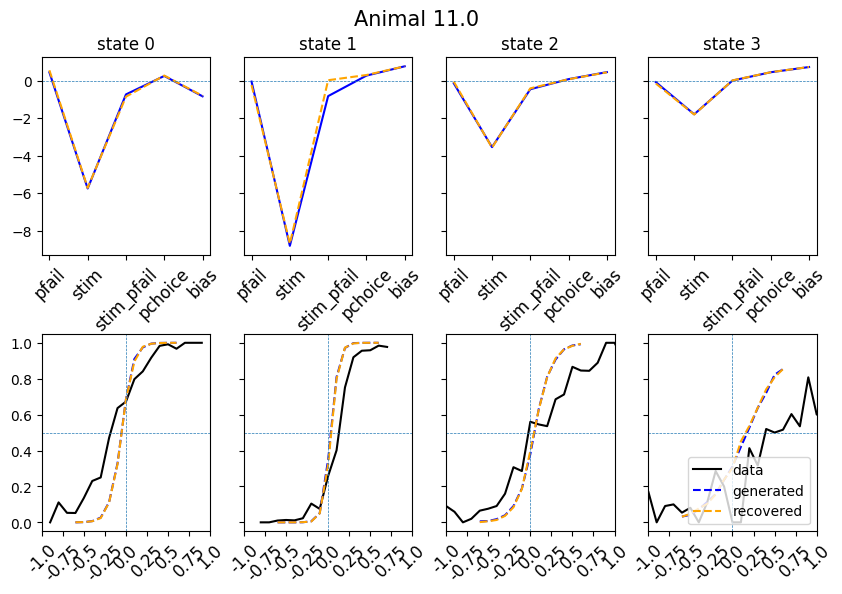 Animal 11.0
state 0
state 1
state 2
state 3
0
−2
−4
−6
−8
pfail
stim
stim_pfail
pchoice
bias
pfail
stim
stim_pfail
pchoice
bias
pfail
stim
stim_pfail
pchoice
bias
pfail
stim
stim_pfail
pchoice
bias
1.0
0.8
0.6
0.4
0.2
0.0
data
generated
recovered
-1.0
-0.75
-0.5
-0.25
0.0
0.25
0.5
0.75
1.0
-1.0
-0.75
-0.5
-0.25
0.0
0.25
0.5
0.75
1.0
-1.0
-0.75
-0.5
-0.25
0.0
0.25
0.5
0.75
1.0
-1.0
-0.75
-0.5
-0.25
0.0
0.25
0.5
0.75
1.0